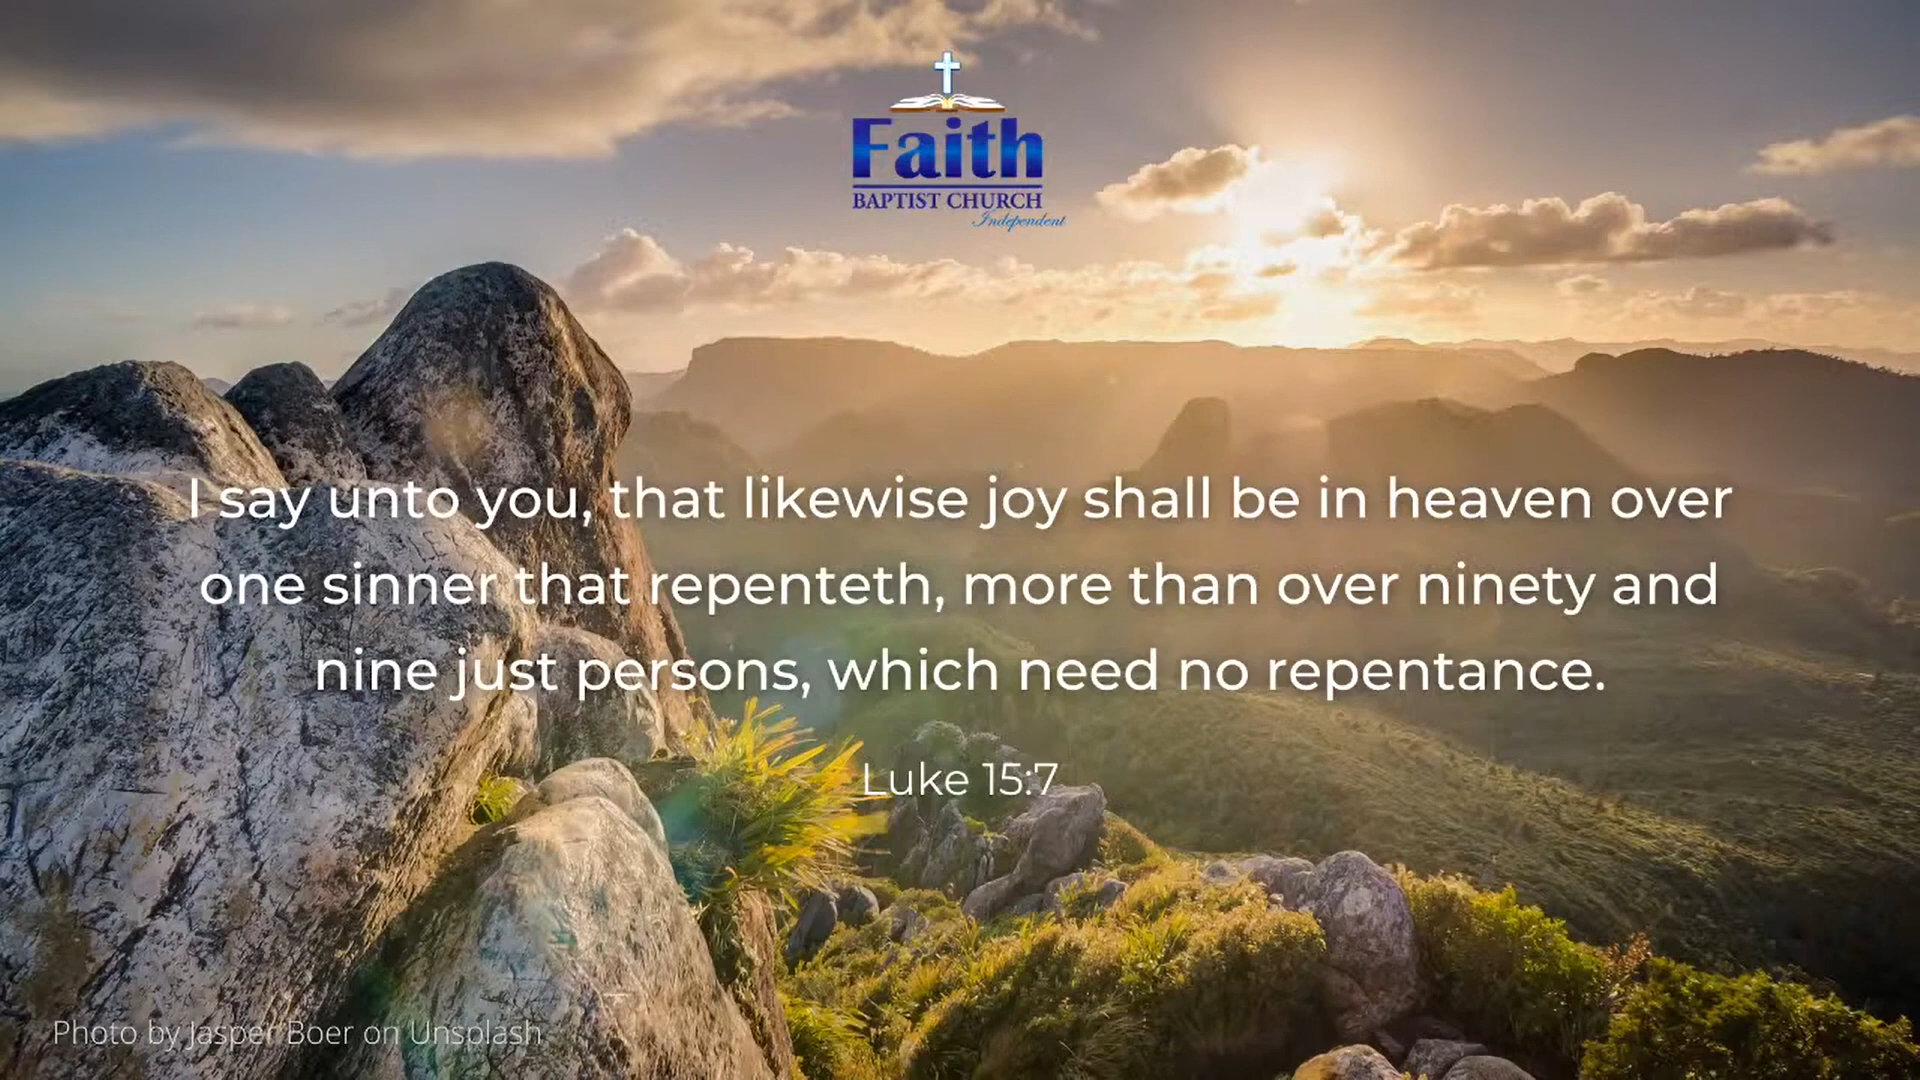 Faith
BAPTIST CHURCH
Independent
I say unto you, that likewise joy shall be in heaven over
one sinner that repenteth, more than over ninety and
nine just persons, which need no repentance.
Luke 15:7
Photo by Jasper Boer on Unsplash